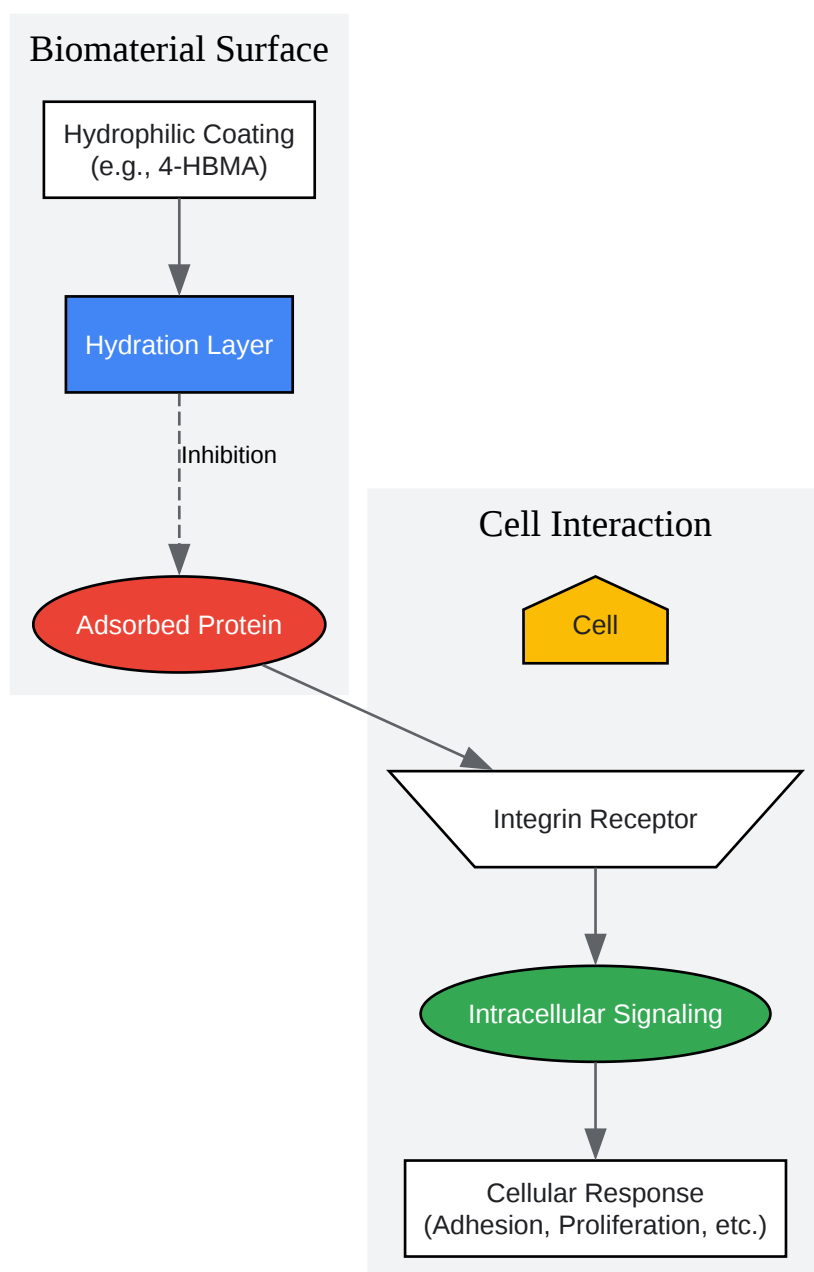 Biomaterial Surface
Hydrophilic Coating
(e.g., 4-HBMA)
Hydration Layer
Inhibition
Adsorbed Protein
Cell Interaction
Cell
Integrin Receptor
Intracellular Signaling
Cellular Response
(Adhesion, Proliferation, etc.)